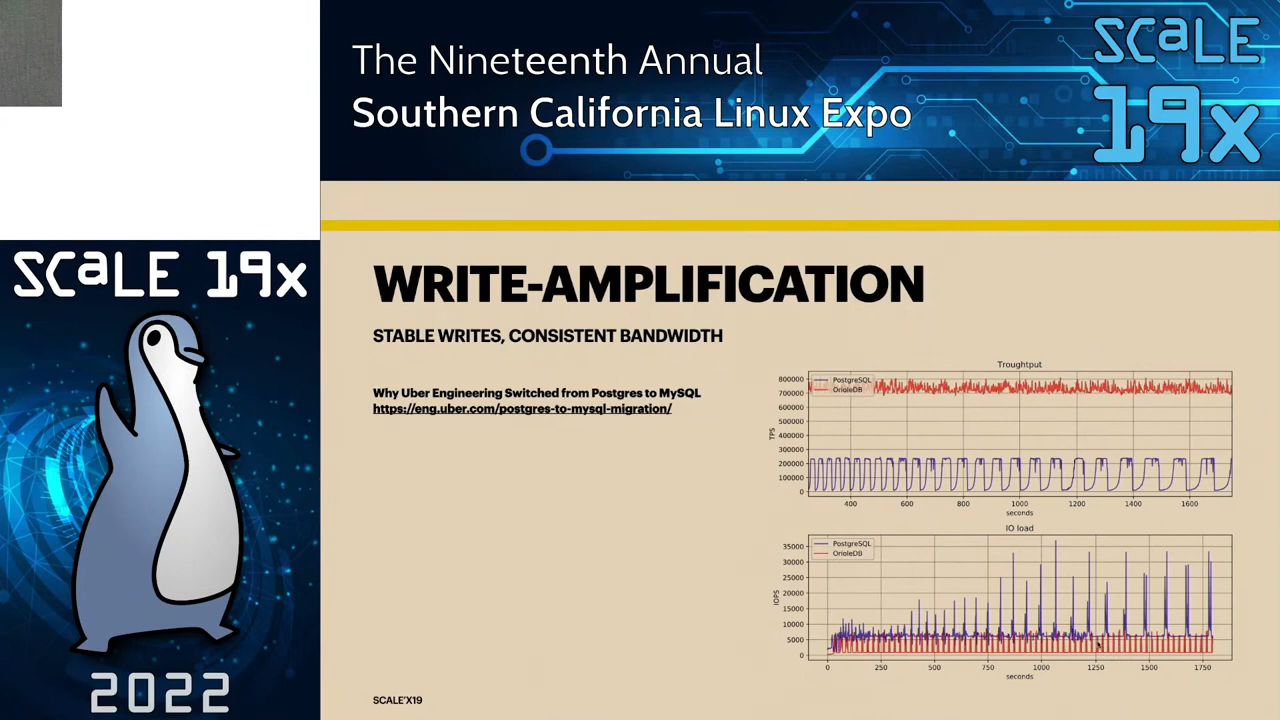 The Nineteenth Annual
Southern California Linux Expo
SCaLE
19x
SCaLE 19x
2022
WRITE-AMPLIFICATION
STABLE WRITES, CONSISTENT BANDWIDTH
Why Uber Engineering Switched from Postgres to MySQL
https://eng.uber.com/postgres-to-mysql-migration/
Troughtput
PostgreSQL
OrioleDB
800000
700000
600000
500000
400000
300000
200000
100000
0
TPS
400 600 800 1000 1200 1400 1600
seconds
IO load
PostgreSQL
OrioleDB
35000
30000
25000
20000
15000
10000
5000
0
IOPS
0 250 500 750 1000 1250 1500 1750
seconds
SCALE'X19